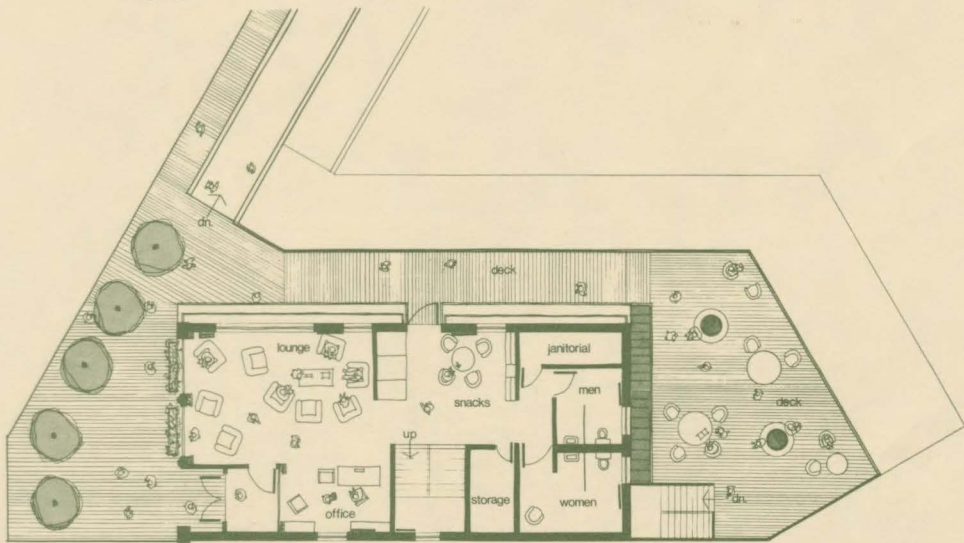 dn.
deck
lounge
janitorial
men
snacks
deck
up
storage
women
dn.
office